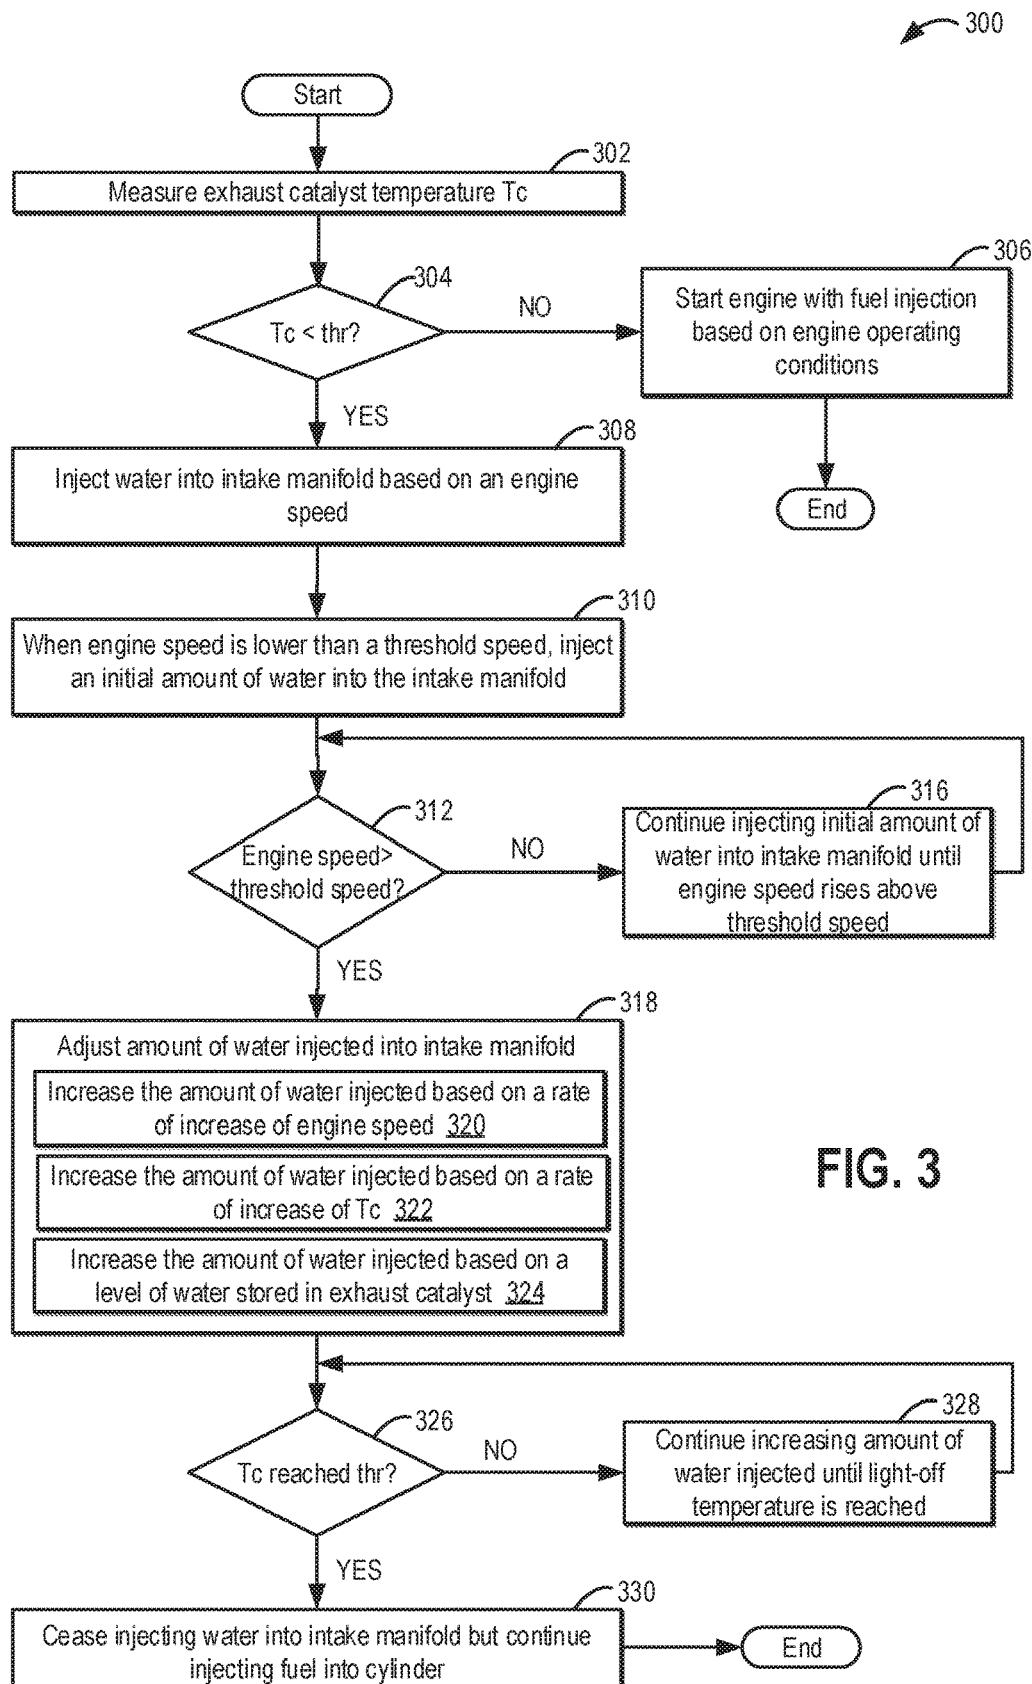 300
Start
302
Measure exhaust catalyst temperature Tc
304
Tc < thr?
NO
306
Start engine with fuel injection
based on engine operating
conditions
YES
End
308
Inject water into intake manifold based on an engine
speed
310
When engine speed is lower than a threshold speed, inject
an initial amount of water into the intake manifold
312
Engine speed>
threshold speed?
NO
316
Continue injecting initial amount of
water into intake manifold until
engine speed rises above
threshold speed
YES
318
Adjust amount of water injected into intake manifold
Increase the amount of water injected based on a rate
of increase of engine speed 320
Increase the amount of water injected based on a rate
of increase of Tc 322
Increase the amount of water injected based on a
level of water stored in exhaust catalyst 324
FIG. 3
326
Tc reached thr?
NO
328
Continue increasing amount of
water injected until light-off
temperature is reached
YES
330
Cease injecting water into intake manifold but continue
injecting fuel into cylinder
End